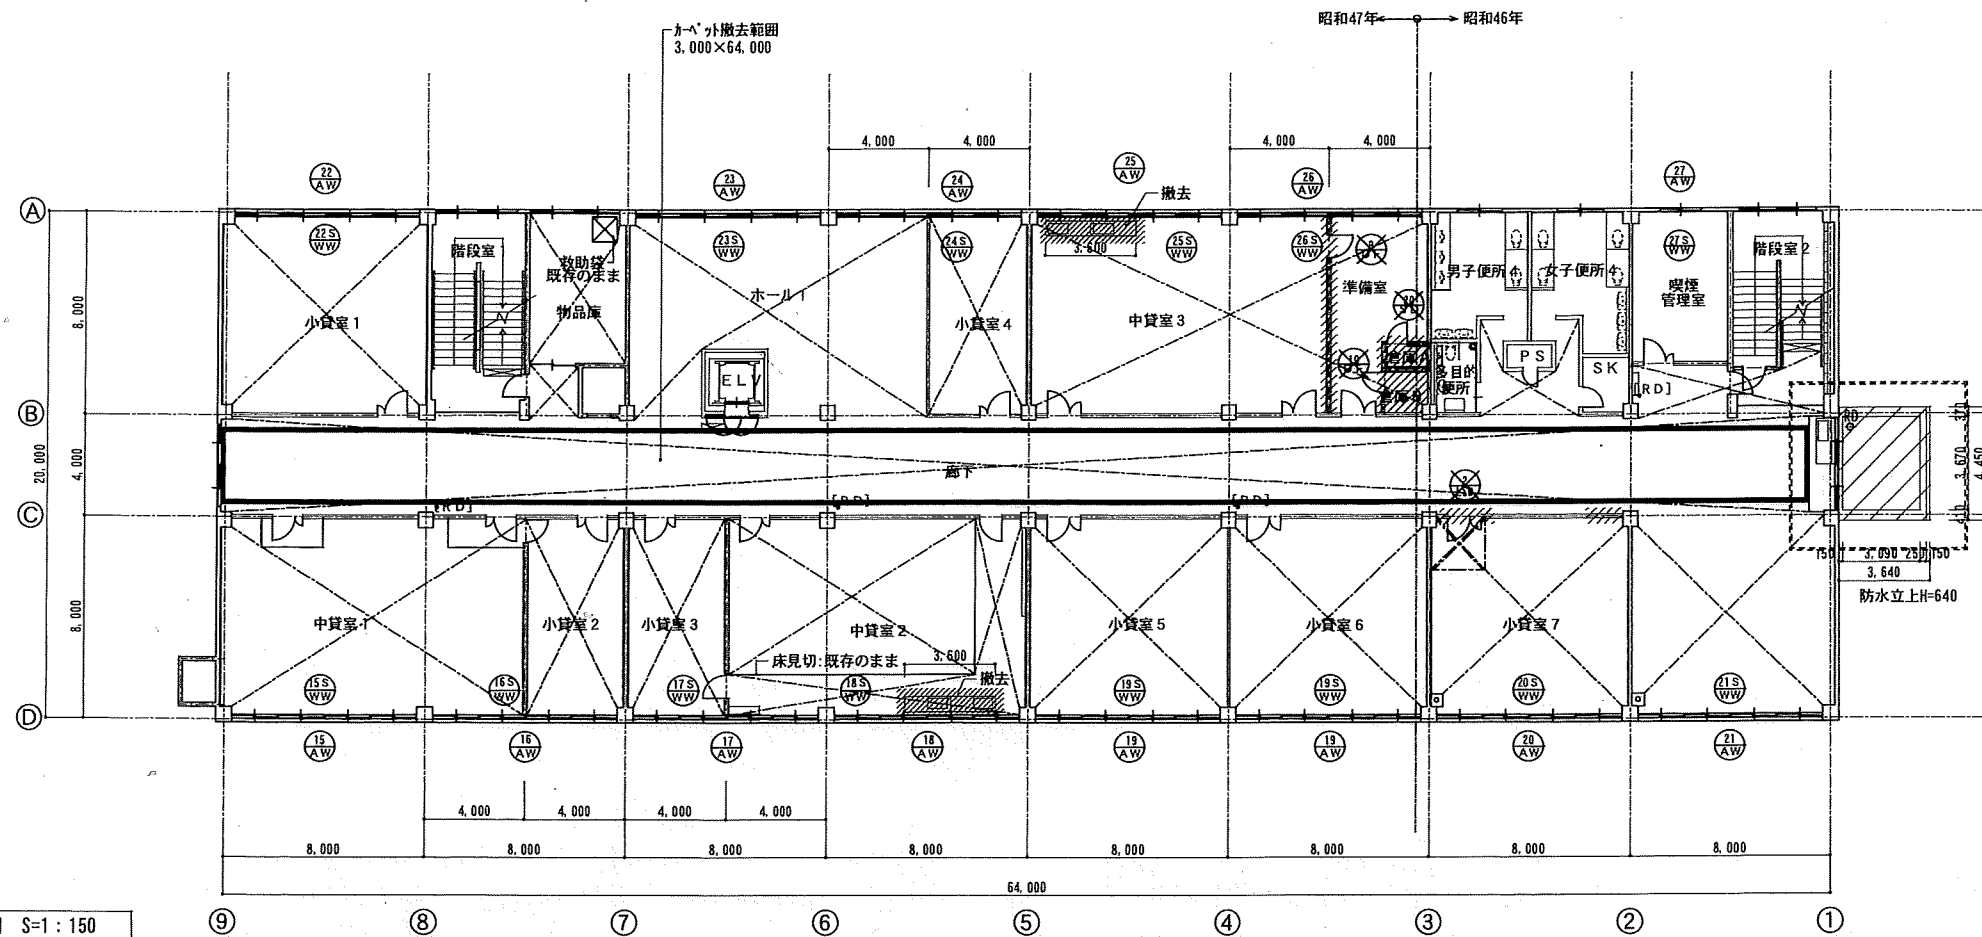 昭和47年 昭和46年
カーペット撤去範囲
3,000×64,000
4,000 4,000 4,000 4,000
22 AW
23 AW
24 AW
25 AW
26 AW
27 AW
撤去
A
22S WW
階段室
救助袋
既存のまま
物品庫
23S WW
24S WW
3,600
25S WW
26S WW
27S WW
階段室2
男子便所4
女子便所4
喫煙
管理室
準備室
ホール1
小貸室1
小貸室4
中貸室3
8,000
ELV
PS
SK
多目的
便所
[RD]
B
RD
370
20,000
4,000
廊下
3,670
4,450
C
[RD]
[RD]
[RD]
410
150 3,090 250 150
3,640
防水立上H=640
8,000
中貸室1
小貸室2
小貸室3
中貸室2
小貸室5
小貸室6
小貸室7
床見切:既存のまま
3,600
撤去
15S WW
16S WW
17S WW
18S WW
19S WW
19S WW
20S WW
21S WW
D
15 AW
16 AW
17 AW
18 AW
19 AW
19 AW
20 AW
21 AW
4,000 4,000 4,000 4,000
8,000 8,000 8,000 8,000 8,000 8,000 8,000 8,000
64,000
S=1:150
9 8 7 6 5 4 3 2 1